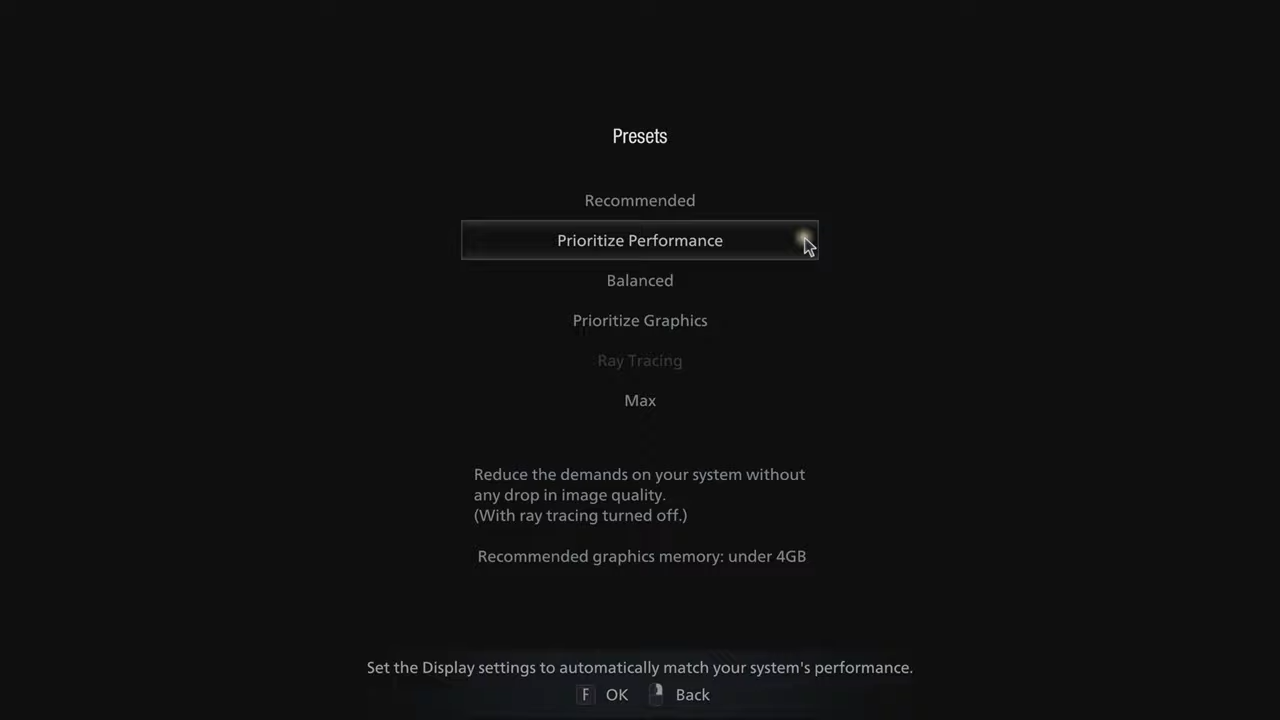 Presets
Recommended
Prioritize Performance
Balanced
Prioritize Graphics
Ray Tracing
Max
Reduce the demands on your system without
any drop in image quality.
(With ray tracing turned off.)
Recommended graphics memory: under 4GB
Set the Display settings to automatically match your system's performance.
F OK Back